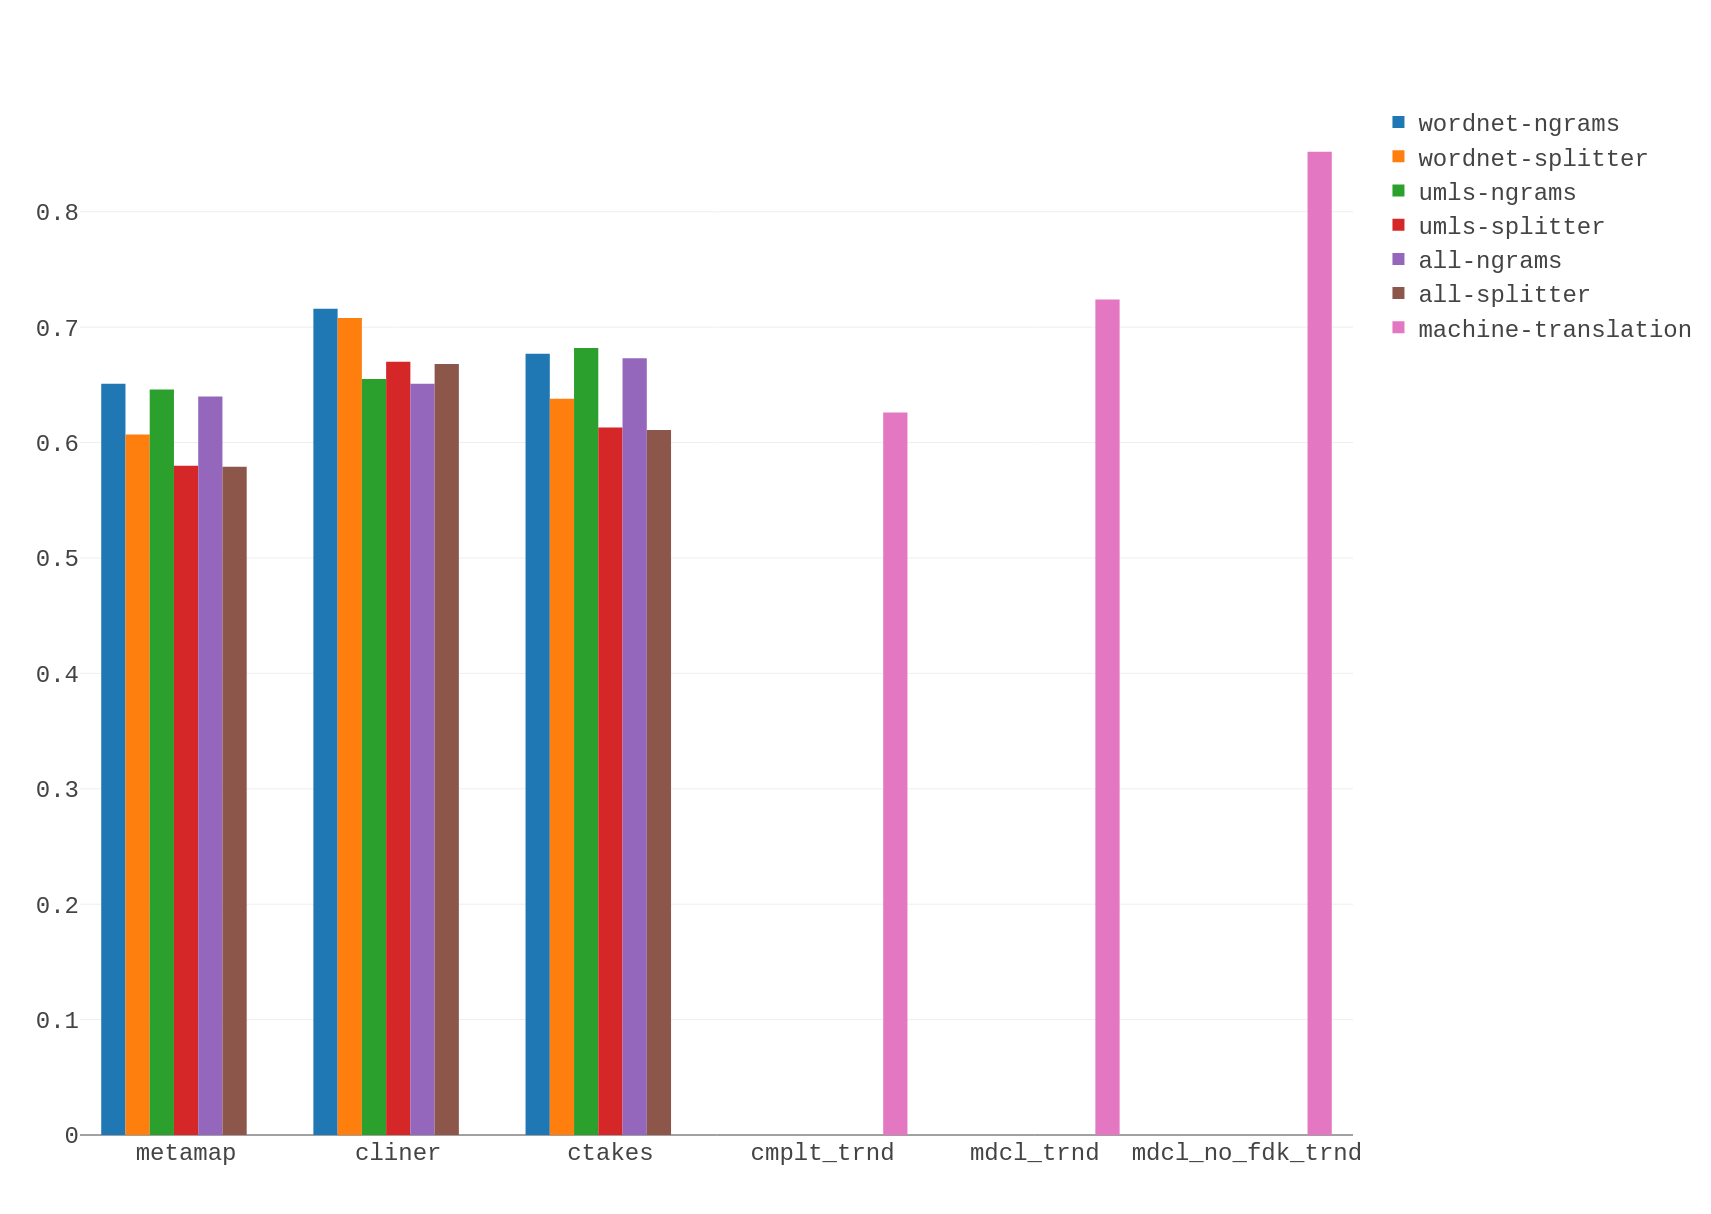 0.8
0.7
0.6
0.5
0.4
0.3
0.2
0.1
0
metamap
cliner
ctakes
cmplt_trnd
mdcl_trnd
mdcl_no_fdk_trnd
wordnet-ngrams
wordnet-splitter
umls-ngrams
umls-splitter
all-ngrams
all-splitter
machine-translation